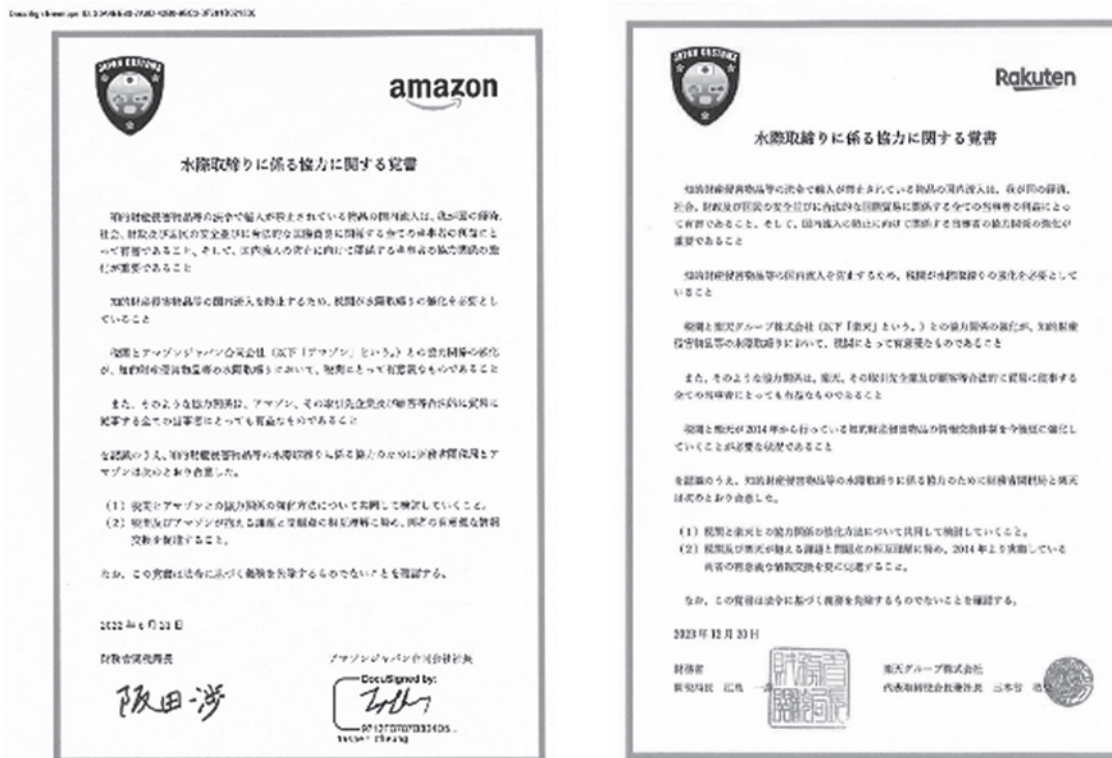 JAPAN CUSTOMS
amazon
水際取締りに係る協力に関する覚書
知的財産侵害物品等の法令で輸入が禁止されている物品の国内流入は、我が国の経済、
社会、財政及び国民の安全並びに合法的な国際貿易に関係する全ての当事者の利益にと
って有害であること、そして、国内流入の防止に向けて関係する当事者の協力関係の強
化が重要であること
知的財産侵害物品等の国内流入を防止するため、税関が水際取締りの強化を必要とし
ていること
税関とアマゾンジャパン合同会社（以下「アマゾン」という。）との協力関係の強化
が、知的財産侵害物品等の水際取締りにおいて、税関にとって有意義なものであること
また、そのような協力関係は、アマゾン、その取引先企業及び顧客等合法的に貿易に
従事する全ての当事者にとっても有益なものであること
を認識のうえ、知的財産侵害物品等の水際取締りに係る協力のために財務省関税局とア
マゾンは次のとおり合意した。
（1）税関とアマゾンとの協力関係の強化方法について共同して検討していくこと。
（2）税関及びアマゾンが抱える課題と問題点の相互理解に努め、両者の有意義な情報
交換を促進すること。
なお、この覚書は法令に基づく義務を免除するものでないことを確認する。
2022年6月21日
財務省関税局長
アマゾンジャパン合同会社社長
阪田渉
DocuSigned by:
JAPAN CUSTOMS
Rakuten
水際取締りに係る協力に関する覚書
知的財産侵害物品等の法令で輸入が禁止されている物品の国内流入は、我が国の経済、
社会、財政及び国民の安全並びに合法的な国際貿易に関係する全ての当事者の利益にとっ
て有害であること、そして、国内流入の防止に向けて関係する当事者の協力関係の強化が
重要であること
知的財産侵害物品等の国内流入を防止するため、税関が水際取締りの強化を必要として
いること
税関と楽天グループ株式会社（以下「楽天」という。）との協力関係の強化が、知的財産
侵害物品等の水際取締りにおいて、税関にとって有意義なものであること
また、そのような協力関係は、楽天、その取引先企業及び顧客等合法的に貿易に従事する
全ての当事者にとっても有益なものであること
税関と楽天が2014年から行っている知的財産侵害物品の情報交換体制を今後更に強化し
ていくことが必要な状況であること
を認識のうえ、知的財産侵害物品等の水際取締りに係る協力のために財務省関税局と楽天
は次のとおり合意した。
（1）税関と楽天との協力関係の強化方法について共同して検討していくこと。
（2）税関及び楽天が抱える課題と問題点の相互理解に努め、2014年より実施している
両者の有意義な情報交換を更に促進すること。
なお、この覚書は法令に基づく義務を免除するものでないことを確認する。
2023年12月20日
財務省
関税局長 江島 一
楽天グループ株式会社
代表取締役会長兼社長 三木谷